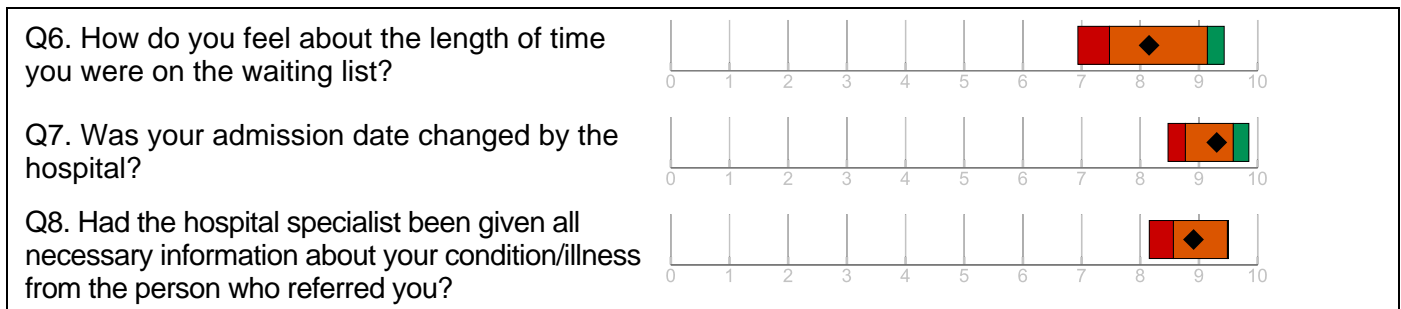 Q6. How do you feel about the length of time
you were on the waiting list?
0 1 2 3 4 5 6 7 8 9 10
Q7. Was your admission date changed by the
hospital?
0 1 2 3 4 5 6 7 8 9 10
Q8. Had the hospital specialist been given all
necessary information about your condition/illness
from the person who referred you?
0 1 2 3 4 5 6 7 8 9 10